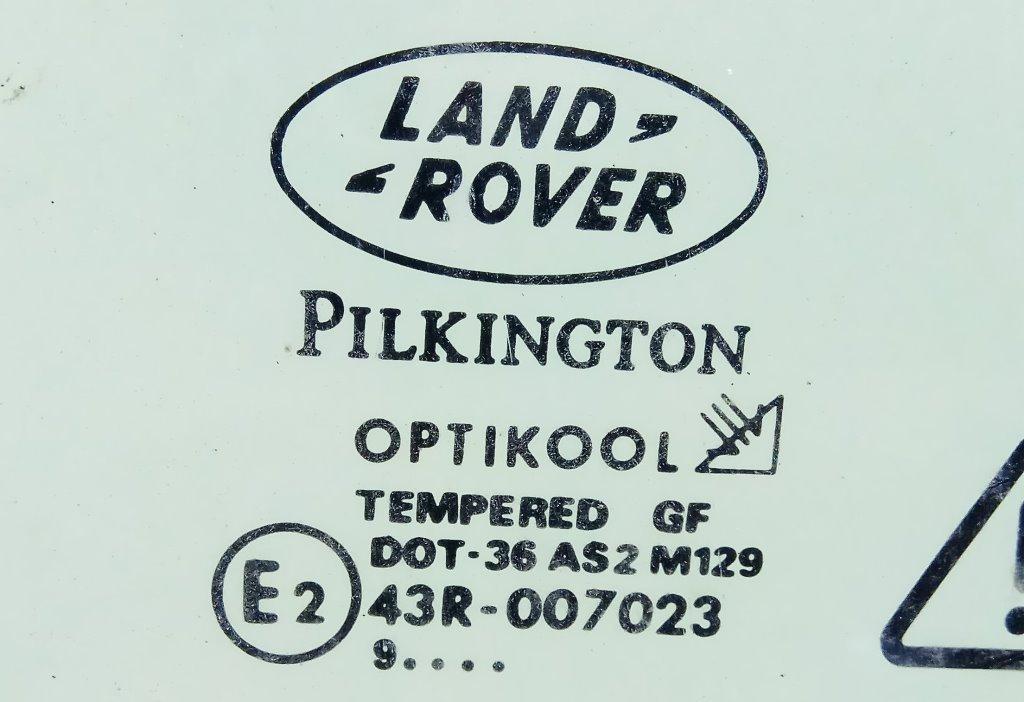 LAND
ROVER
PILKINGTON
OPTIKOOL
TEMPERED GF
DOT-36 AS2 M129
E2 43R-007023
9....